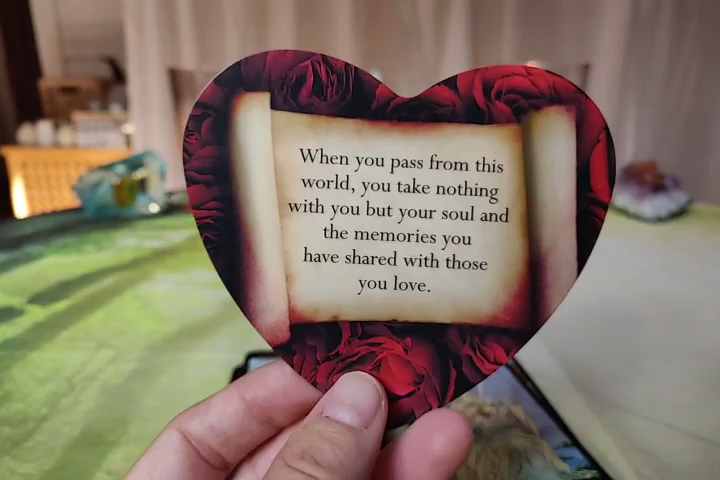 When you pass from this
world, you take nothing
with you but your soul and
the memories you
have shared with those
you love.